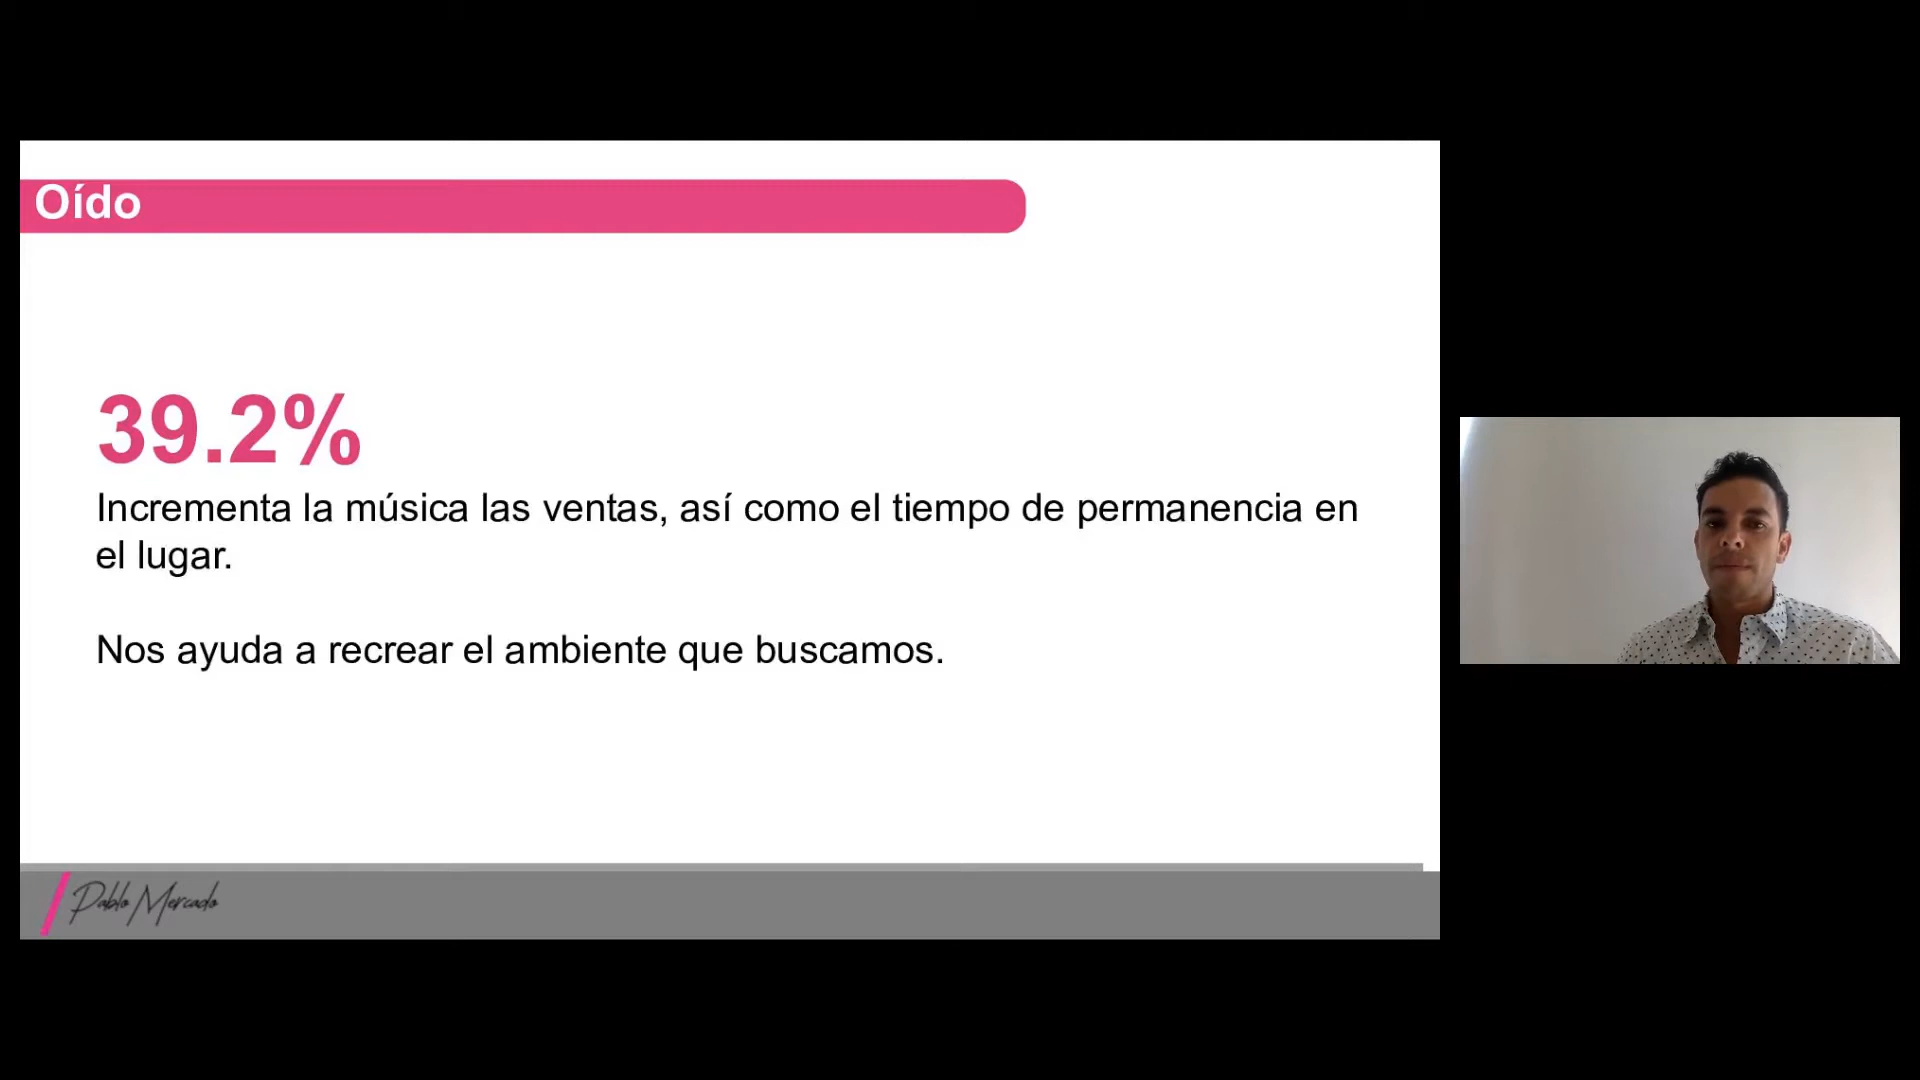 Oído
39.2%
Incrementa la música las ventas, así como el tiempo de permanencia en
el lugar.
Nos ayuda a recrear el ambiente que buscamos.
Pablo Mercado